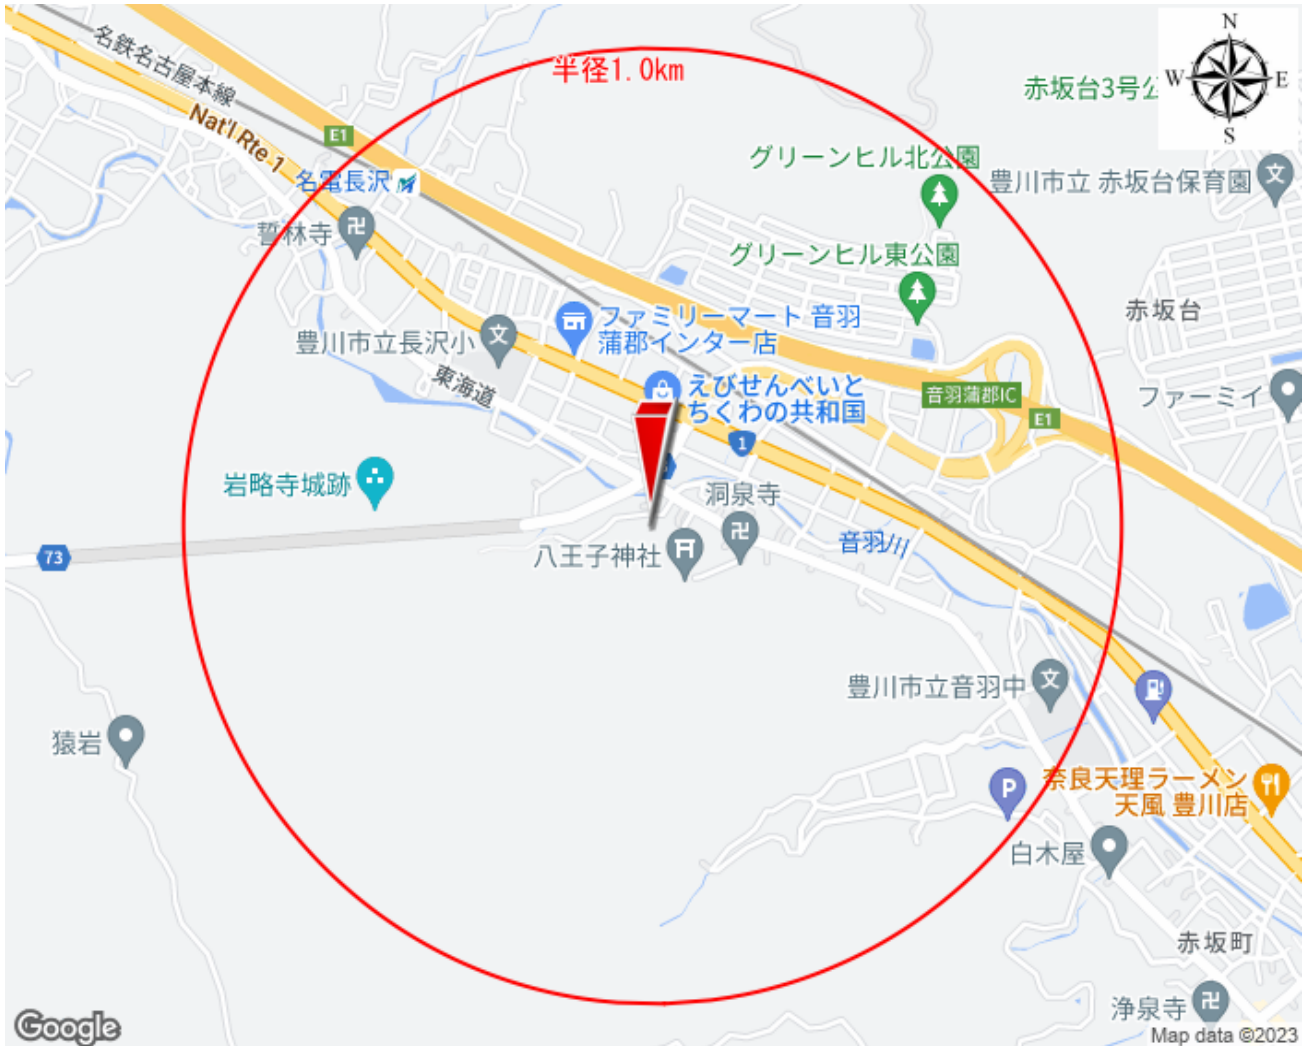 N
W
E
S
名鉄名古屋本線
半径1.0km
赤坂台3号公
Nat'l Rte 1
E1
グリーンヒル北公園
豊川市立 赤坂台保育園
名電長沢
誓林寺
グリーンヒル東公園
赤坂台
ファミリーマート 音羽
蒲郡インター店
豊川市立長沢小
東海道
えびせんべいと
ちくわの共和国
音羽蒲郡IC
E1
ファーミイ
1
岩略寺城跡
洞泉寺
音羽川
73
八王子神社
豊川市立音羽中
猿岩
P
奈良天理ラーメン
天風 豊川店
白木屋
赤坂町
浄泉寺
Google
Map data ©2023